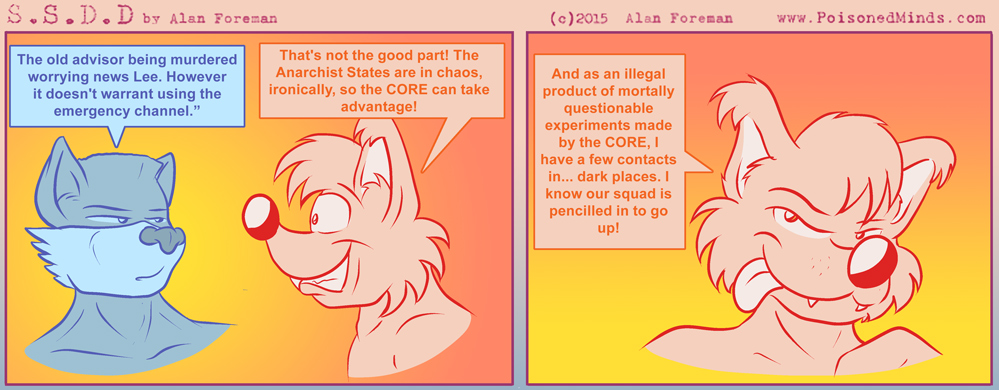 S.S.D.D by Alan Foreman
(c)2015 Alan Foreman
www.PoisonedMinds.com
The old advisor being murdered
worrying news Lee. However
it doesn't warrant using the
emergency channel.”
That's not the good part! The
Anarchist States are in chaos,
ironically, so the CORE can take
advantage!
And as an illegal
product of mortally
questionable
experiments made
by the CORE, I
have a few contacts
in... dark places. I
know our squad is
pencilled in to go
up!